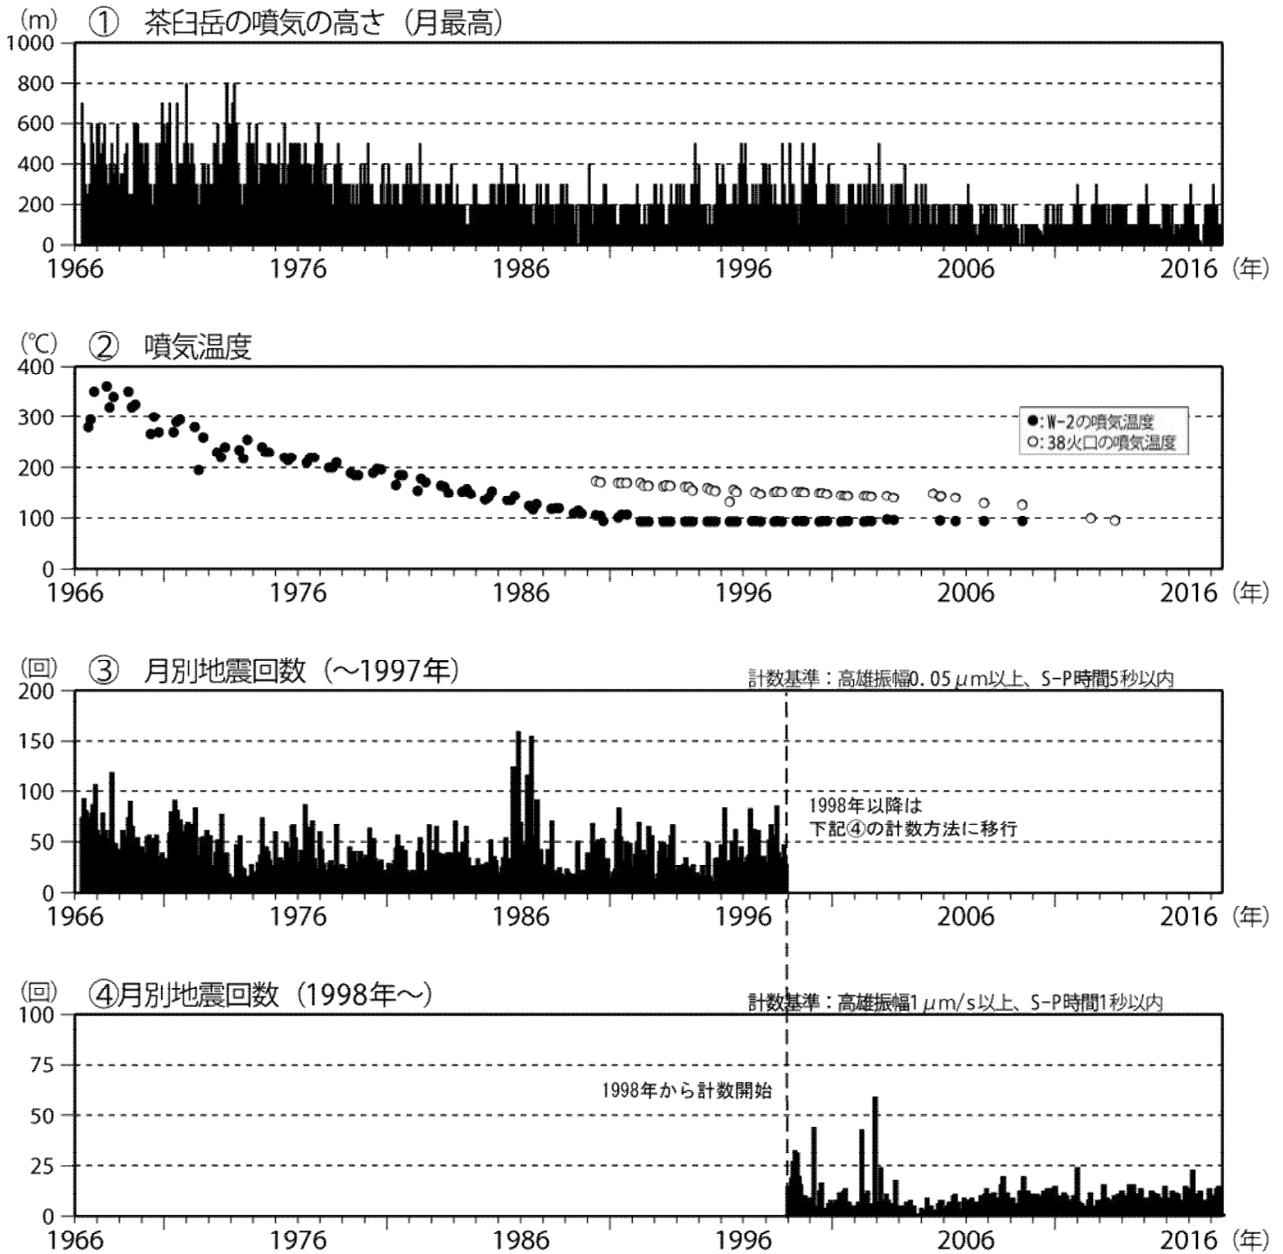 (m) ① 茶臼岳の噴気の高さ（月最高）
1000
800
600
400
200
0
1966 1976 1986 1996 2006 2016 (年)
(℃) ② 噴気温度
400
300
200
100
0
●:W-2の噴気温度
○:38火口の噴気温度
1966 1976 1986 1996 2006 2016 (年)
(回) ③ 月別地震回数（～1997年）
計数基準：高雄振幅0.05μm以上、S-P時間5秒以内
200
150
100
50
0
1998年以降は
下記④の計数方法に移行
1966 1976 1986 1996 2006 2016 (年)
(回) ④月別地震回数（1998年～）
計数基準：高雄振幅1μm/s以上、S-P時間1秒以内
100
75
50
25
0
1998年から計数開始
1966 1976 1986 1996 2006 2016 (年)